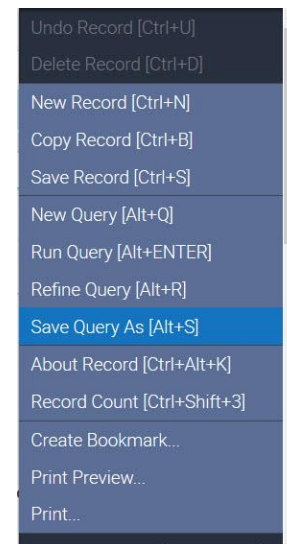 Undo Record [Ctrl+U]
Delete Record [Ctrl+D]
New Record [Ctrl+N]
Copy Record [Ctrl+B]
Save Record [Ctrl+S]
New Query [Alt+Q]
Run Query [Alt+ENTER]
Refine Query [Alt+R]
Save Query As [Alt+S]
About Record [Ctrl+Alt+K]
Record Count [Ctrl+Shift+3]
Create Bookmark...
Print Preview...
Print...